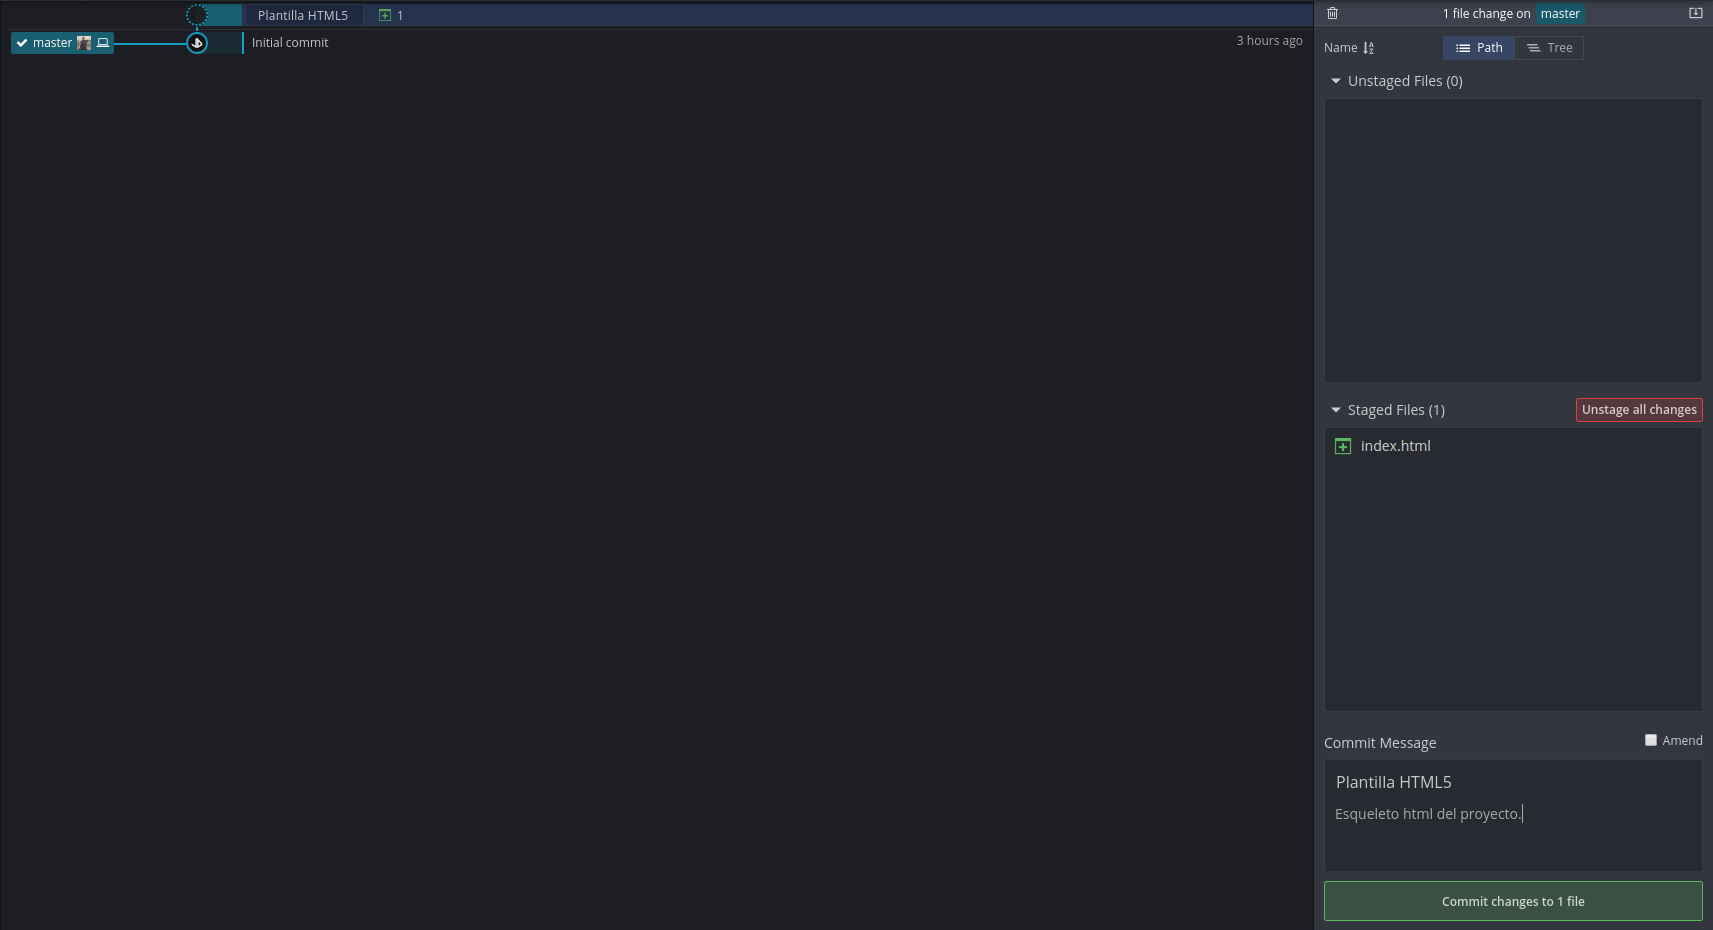 Plantilla HTML5 1
master Initial commit 3 hours ago
1 file change on master
Name Path Tree
Unstaged Files (0)
Staged Files (1) Unstage all changes
index.html
Commit Message Amend
Plantilla HTML5
Esqueleto html del proyecto.
Commit changes to 1 file